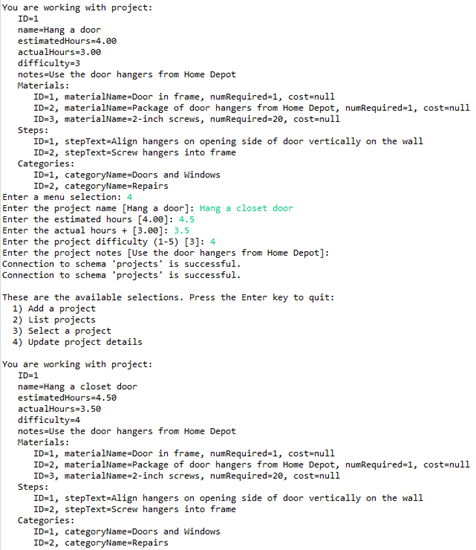 You are working with project:
ID=1
name=Hang a door
estimatedHours=4.00
actualHours=3.00
difficulty=3
notes=Use the door hangers from Home Depot
Materials:
ID=1, materialName=Door in frame, numRequired=1, cost=null
ID=2, materialName=Package of door hangers from Home Depot, numRequired=1, cost=null
ID=3, materialName=2-inch screws, numRequired=20, cost=null
Steps:
ID=1, stepText=Align hangers on opening side of door vertically on the wall
ID=2, stepText=Screw hangers into frame
Categories:
ID=1, categoryName=Doors and Windows
ID=2, categoryName=Repairs
Enter a menu selection: 4
Enter the project name [Hang a door]: Hang a closet door
Enter the estimated hours [4.00]: 4.5
Enter the actual hours + [3.00]: 3.5
Enter the project difficulty (1-5) [3]: 4
Enter the project notes [Use the door hangers from Home Depot]:
Connection to schema 'projects' is successful.
Connection to schema 'projects' is successful.
These are the available selections. Press the Enter key to quit:
1) Add a project
2) List projects
3) Select a project
4) Update project details
You are working with project:
ID=1
name=Hang a closet door
estimatedHours=4.50
actualHours=3.50
difficulty=4
notes=Use the door hangers from Home Depot
Materials:
ID=1, materialName=Door in frame, numRequired=1, cost=null
ID=2, materialName=Package of door hangers from Home Depot, numRequired=1, cost=null
ID=3, materialName=2-inch screws, numRequired=20, cost=null
Steps:
ID=1, stepText=Align hangers on opening side of door vertically on the wall
ID=2, stepText=Screw hangers into frame
Categories:
ID=1, categoryName=Doors and Windows
ID=2, categoryName=Repairs